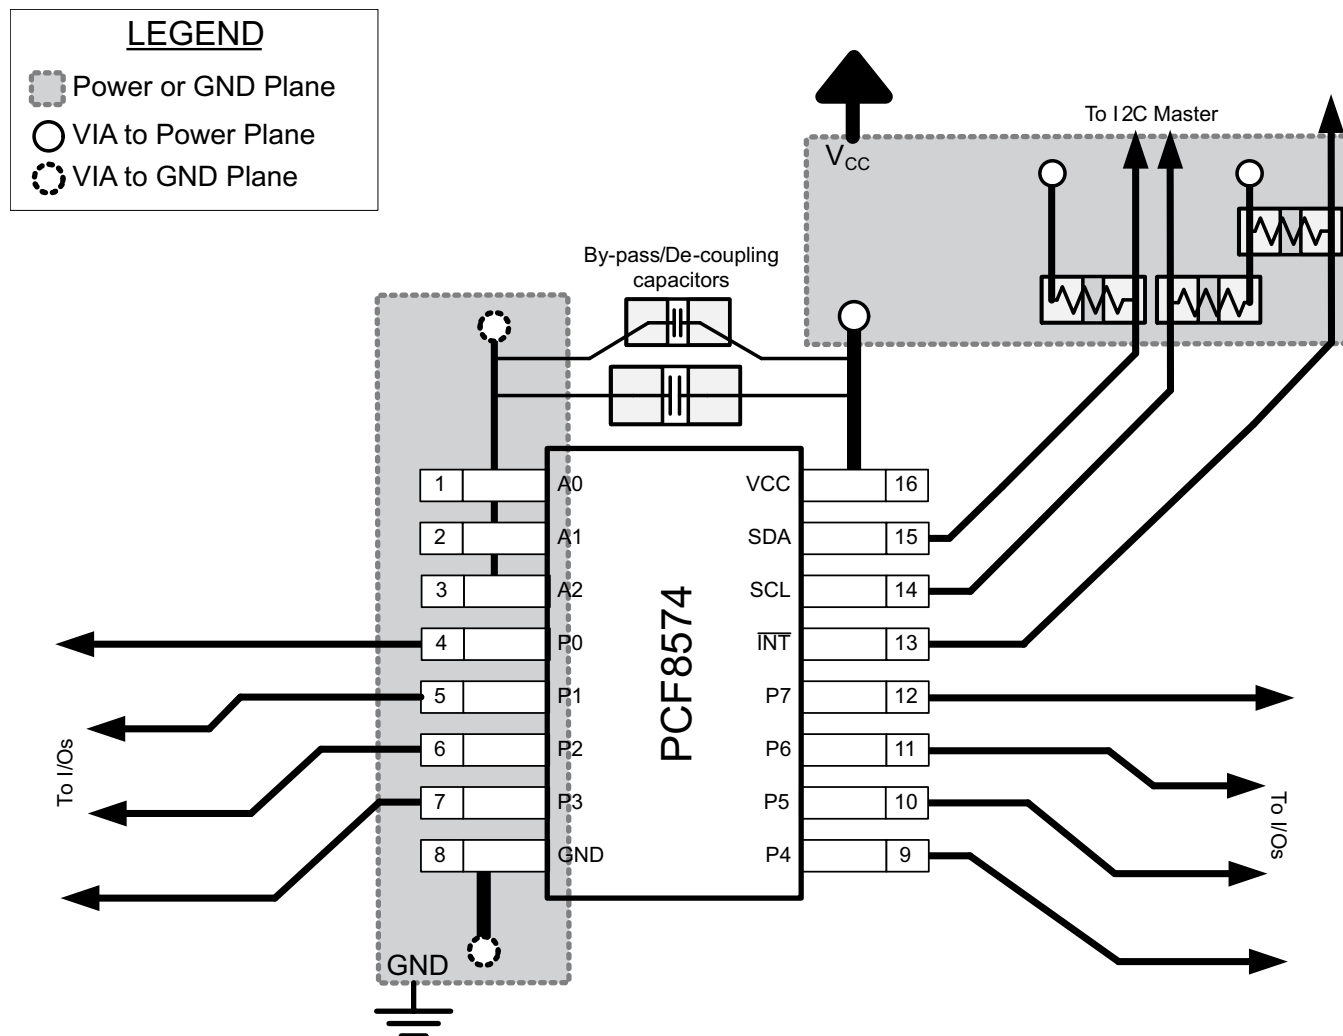 LEGEND
Power or GND Plane
VIA to Power Plane
VIA to GND Plane
To I2C Master
VCC
By-pass/De-coupling
capacitors
1 A0
2 A1
3 A2
4 P0
5 P1
6 P2
7 P3
8 GND
PCF8574
VCC 16
SDA 15
SCL 14
INT 13
P7 12
P6 11
P5 10
P4 9
To I/Os
To I/Os
GND